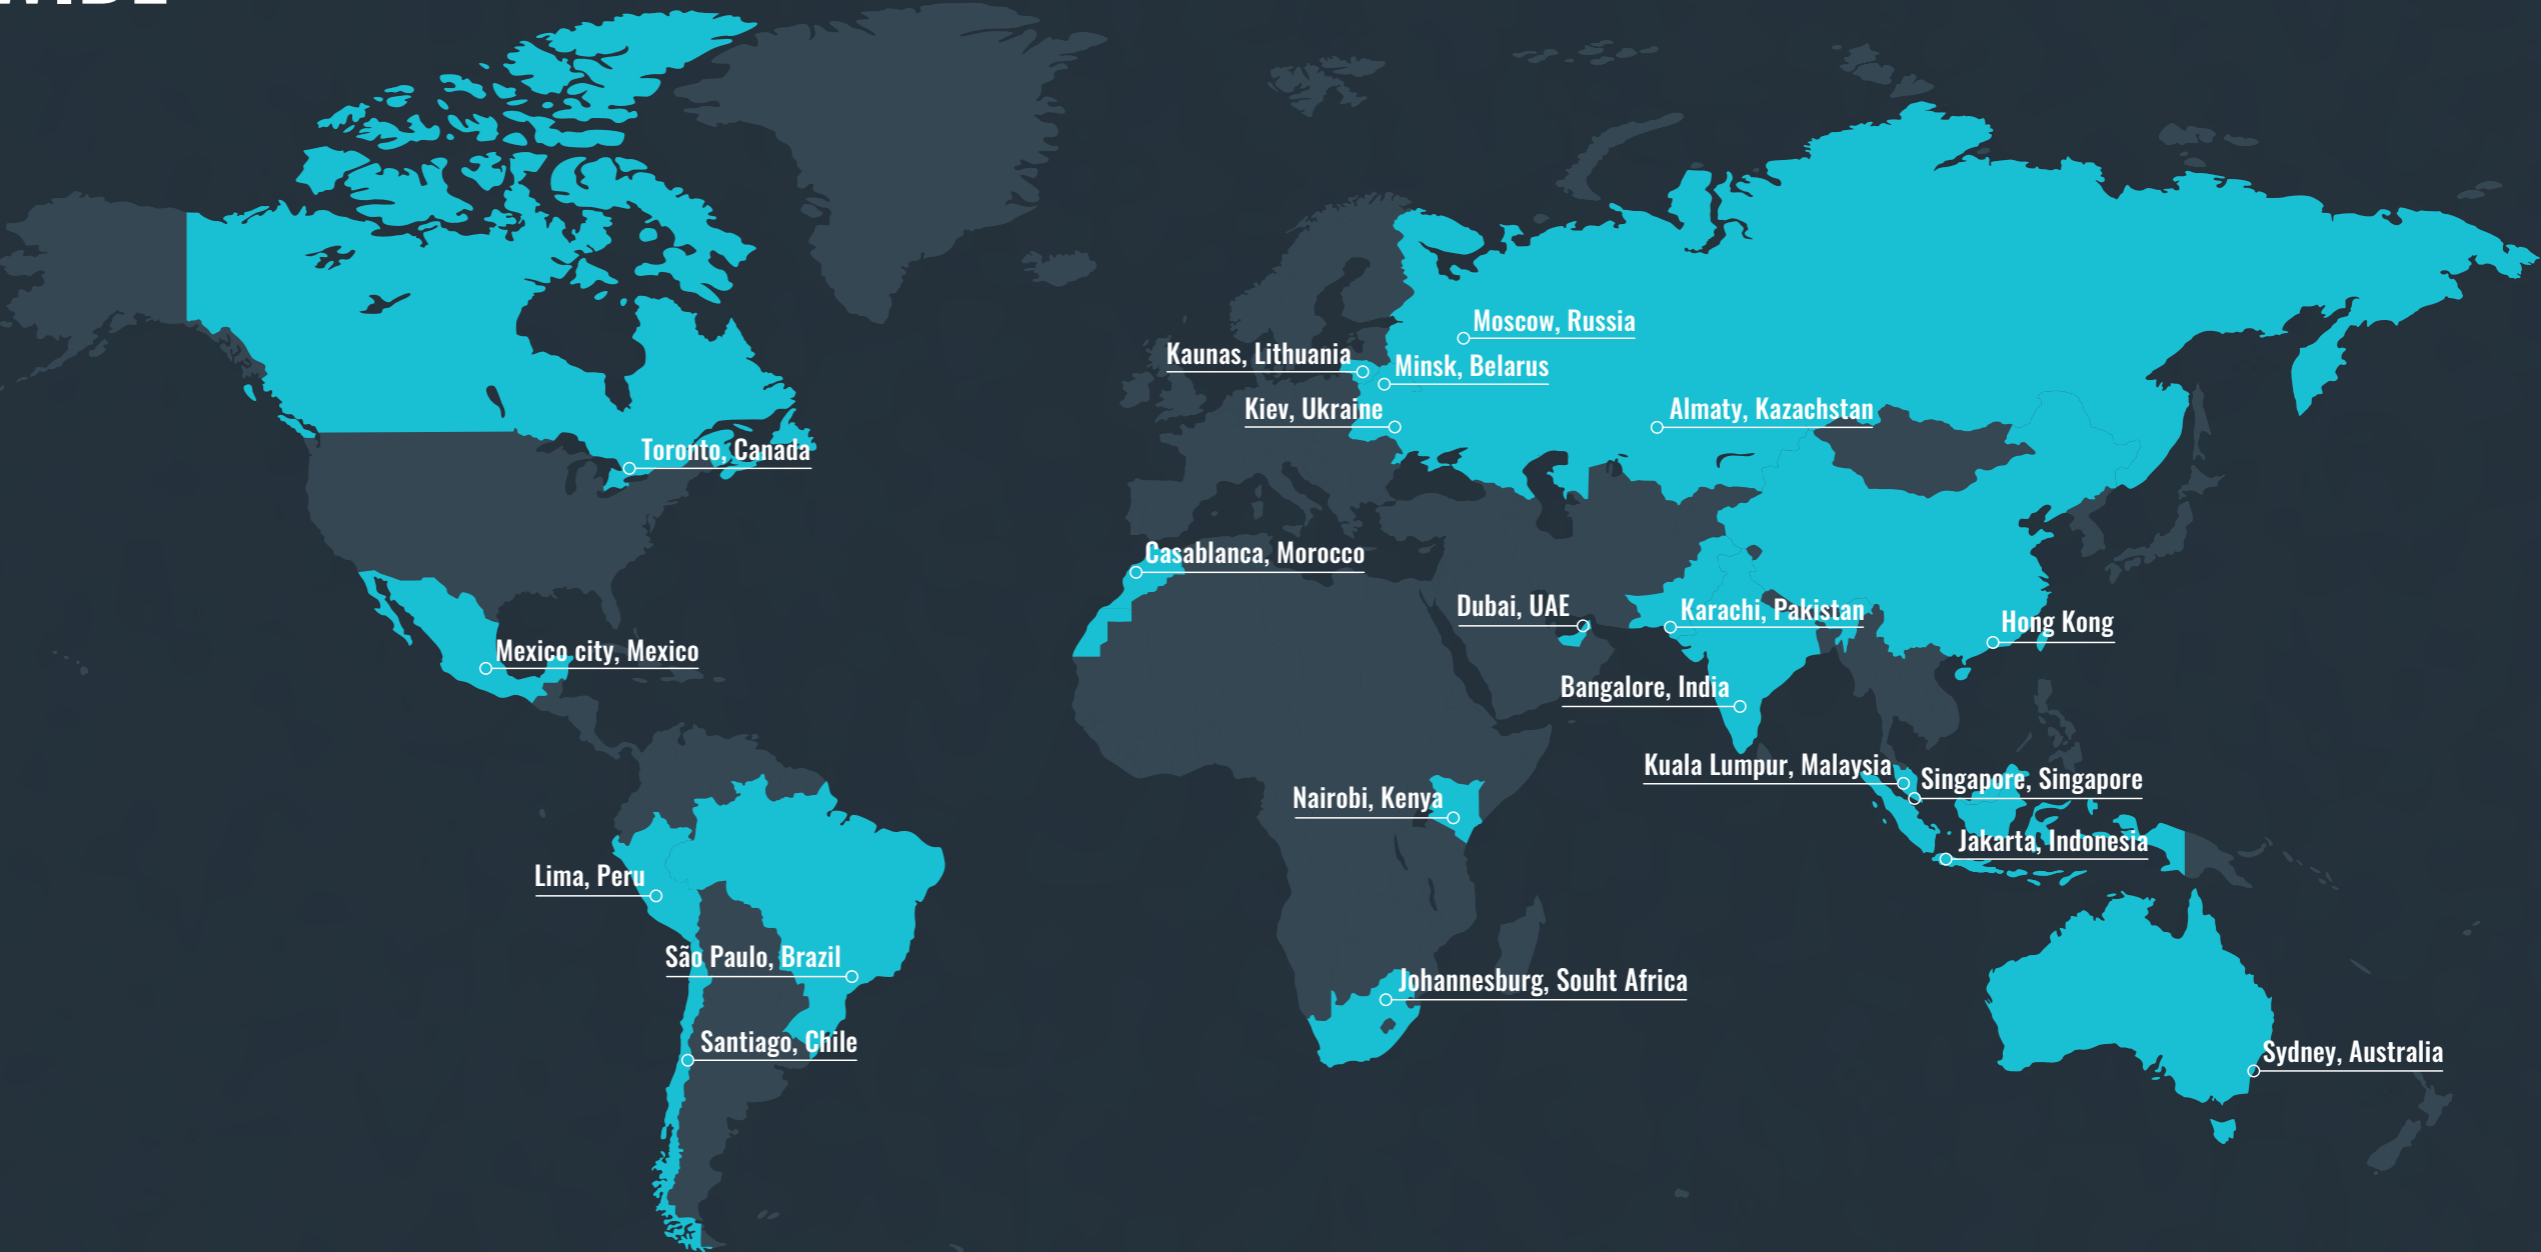 Moscow, Russia
Kaunas, Lithuania
Minsk, Belarus
Kiev, Ukraine
Almaty, Kazachstan
Toronto, Canada
Casablanca, Morocco
Dubai, UAE
Karachi, Pakistan
Hong Kong
Mexico city, Mexico
Bangalore, India
Kuala Lumpur, Malaysia
Singapore, Singapore
Nairobi, Kenya
Jakarta, Indonesia
Lima, Peru
São Paulo, Brazil
Johannesburg, Souht Africa
Santiago, Chile
Sydney, Australia